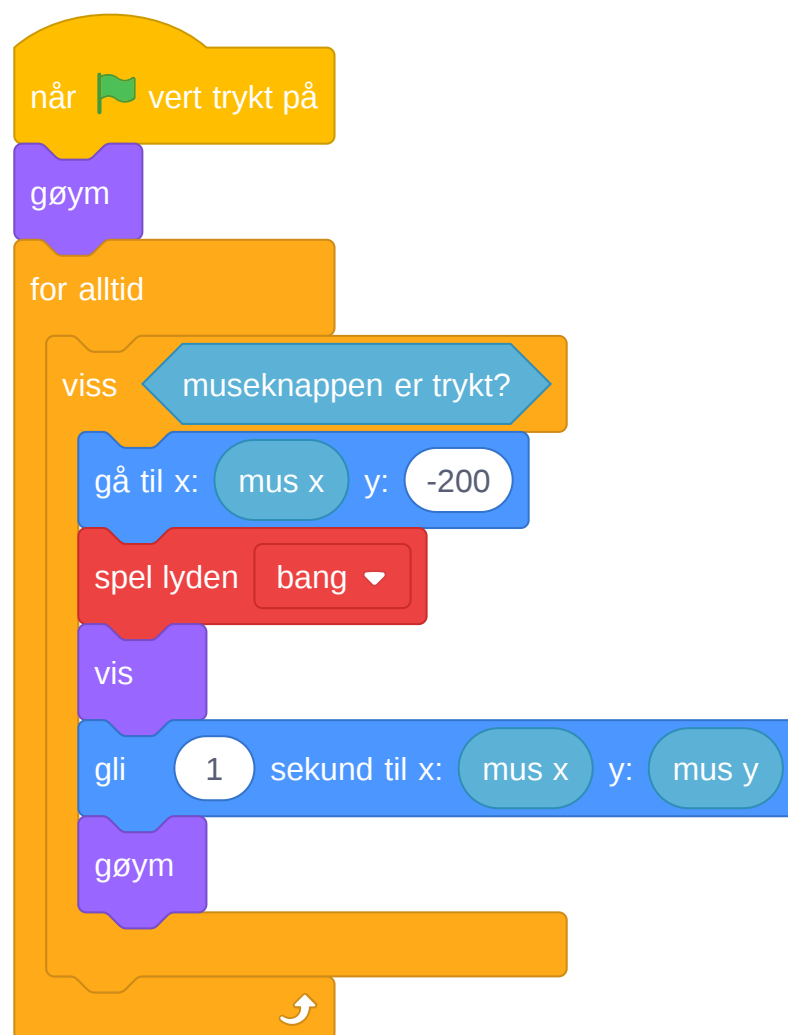 når vert trykt på
gøym
for alltid
viss museknappen er trykt?
gå til x: mus x y: -200
spel lyden bang
vis
gli 1 sekund til x: mus x y: mus y
gøym